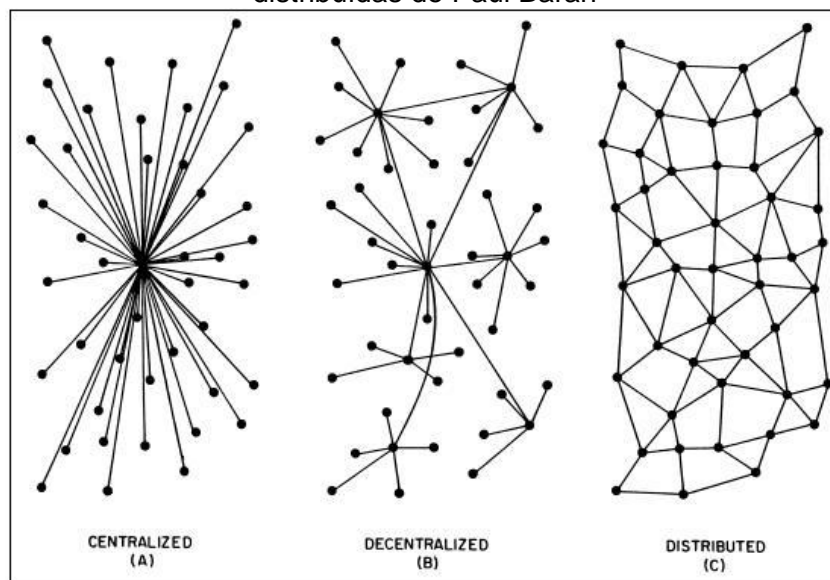 distribuídas de Paul Baran
CENTRALIZED
(A)
DECENTRALIZED
(B)
DISTRIBUTED
(C)